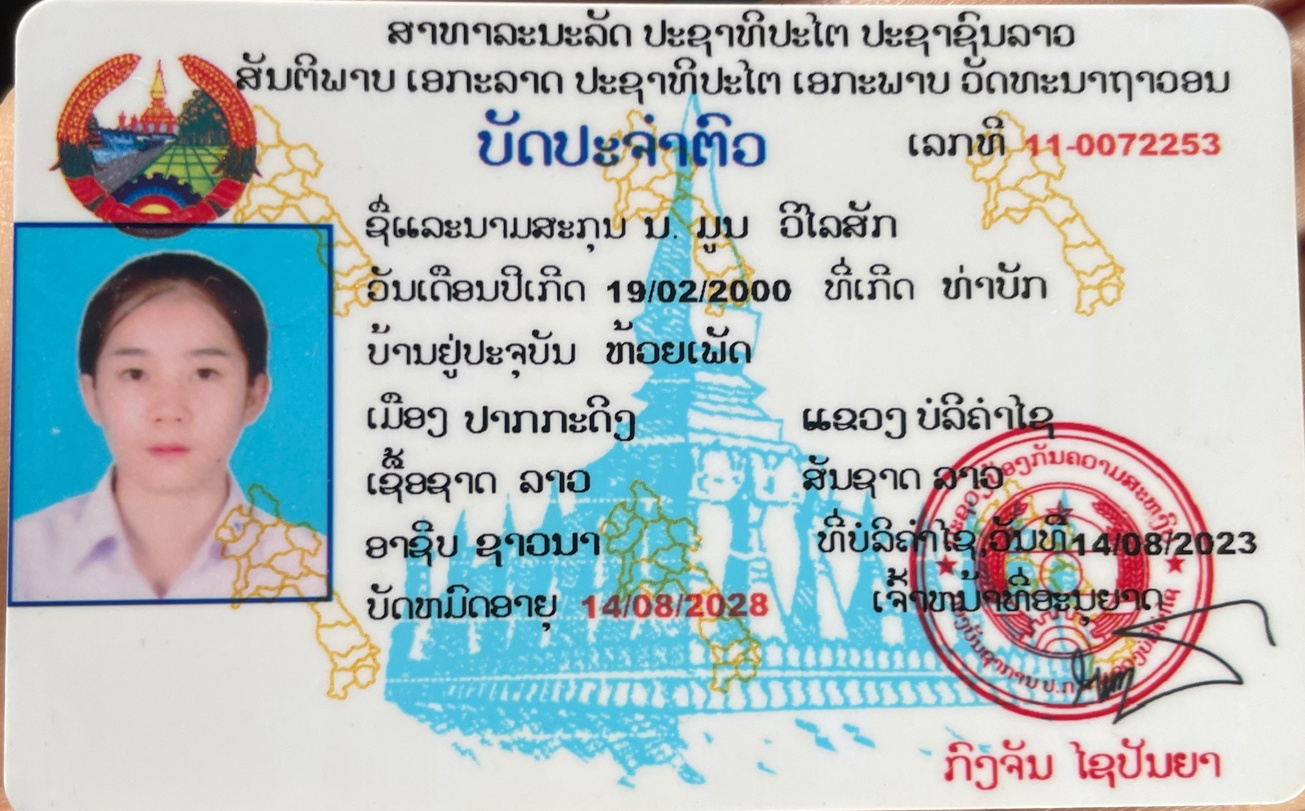 ສາທາລະນະລັດ ປະຊາທິປະໄຕ ປະຊາຊົນລາວ
ສັນຕິພາບ ເອກະລາດ ປະຊາທິປະໄຕ ເອກະພາບ ວັດທະນາຖາວອນ
ບັດປະຈຳຕົວ
ເລກທີ 11-0072253
ຊື່ແລະນາມສະກຸນ ນ. ມູນ ວິໄລສັກ
ວັນເດືອນປີເກີດ 19/02/2000 ທີ່ເກີດ ທ່າບັກ
ບ້ານຢູ່ປະຈຸບັນ ຫ້ວຍເພັດ
ເມືອງ ປາກກະດິງ ແຂວງ ບໍລິຄຳໄຊ
ເຊື້ອຊາດ ລາວ ສັນຊາດ ລາວ
ອາຊີບ ຊາວນາ ທີ່ບໍລິຄຳໄຊ,ວັນທີ 14/08/2023
ບັດຫມົດອາຍຸ 14/08/2028 ເຈົ້າຫນ້າທີ່ອະນຸຍາດ
ກົງຈັນ ໄຊປັນຍາ